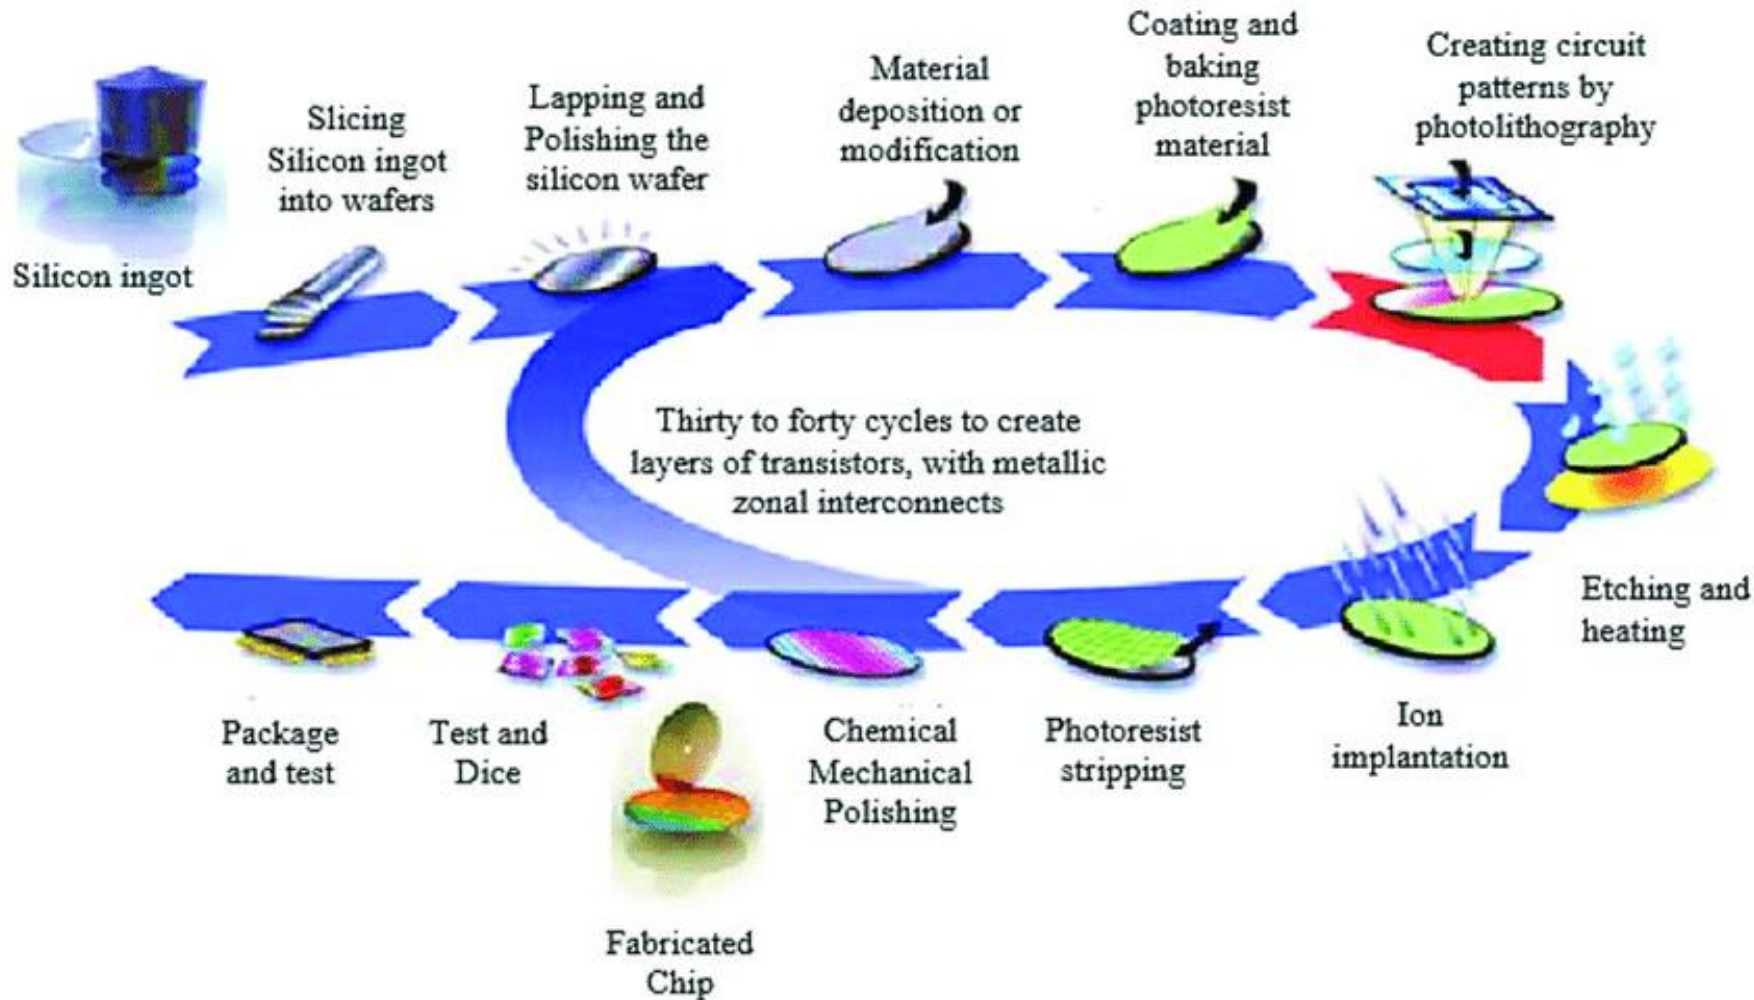 Silicon ingot
Slicing
Silicon ingot
into wafers
Lapping and
Polishing the
silicon wafer
Material
deposition or
modification
Coating and
baking
photoresist
material
Creating circuit
patterns by
photolithography
Thirty to forty cycles to create
layers of transistors, with metallic
zonal interconnects
Etching and
heating
Ion
implantation
Photoresist
stripping
Chemical
Mechanical
Polishing
Test and
Dice
Package
and test
Fabricated
Chip